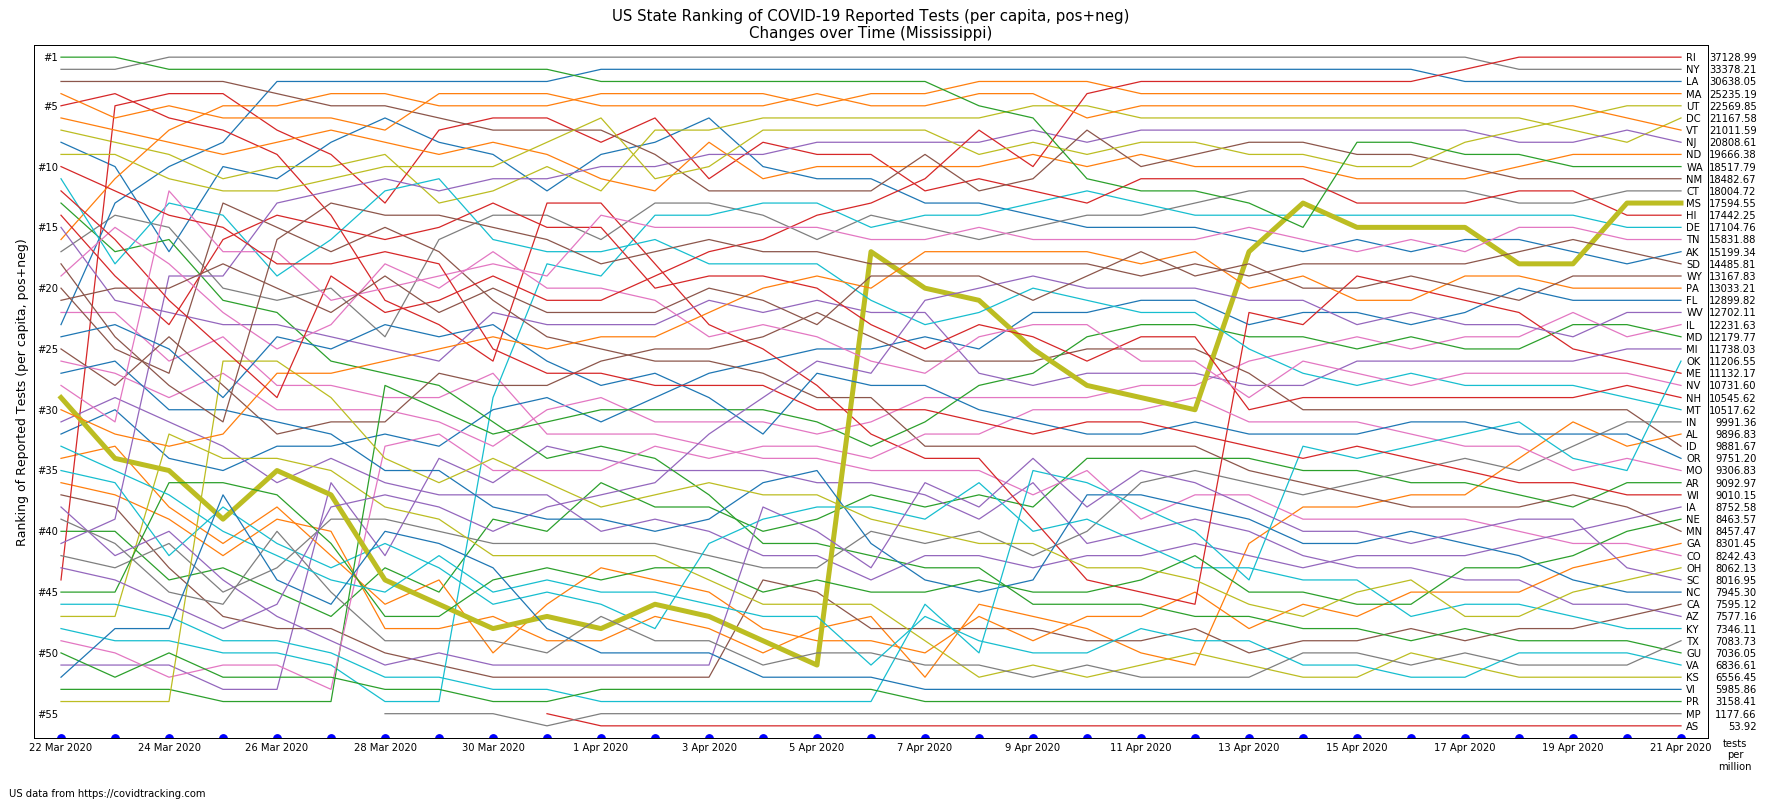 US State Ranking of COVID-19 Reported Tests (per capita, pos+neg)
Changes over Time (Mississippi)
Ranking of Reported Tests (per capita, pos+neg)
#1
#5
#10
#15
#20
#25
#30
#35
#40
#45
#50
#55
RI 37128.99
NY 33378.21
LA 30638.05
MA 25235.19
UT 22569.85
DC 21167.58
VT 21011.59
NJ 20808.61
ND 19666.38
WA 18517.79
NM 18482.67
CT 18004.72
MS 17594.55
HI 17442.25
DE 17104.76
TN 15831.88
AK 15199.34
SD 14485.81
WY 13167.83
PA 13033.21
FL 12899.82
WV 12702.11
IL 12231.63
MD 12179.77
MI 11738.03
OK 11206.55
ME 11132.17
NV 10731.60
NH 10545.62
MT 10517.62
IN 9991.36
AL 9896.83
ID 9881.67
OR 9751.20
MO 9306.83
AR 9092.97
WI 9010.15
IA 8752.58
NE 8463.57
MN 8457.47
GA 8301.45
CO 8242.43
OH 8062.13
SC 8016.95
NC 7945.30
CA 7595.12
AZ 7577.16
KY 7346.11
TX 7083.73
GU 7036.05
VA 6836.61
KS 6556.45
VI 5985.86
PR 3158.41
MP 1177.66
AS 53.92
22 Mar 2020 24 Mar 2020 26 Mar 2020 28 Mar 2020 30 Mar 2020 1 Apr 2020 3 Apr 2020 5 Apr 2020 7 Apr 2020 9 Apr 2020 11 Apr 2020 13 Apr 2020 15 Apr 2020 17 Apr 2020 19 Apr 2020 21 Apr 2020
tests
per
million
US data from https://covidtracking.com